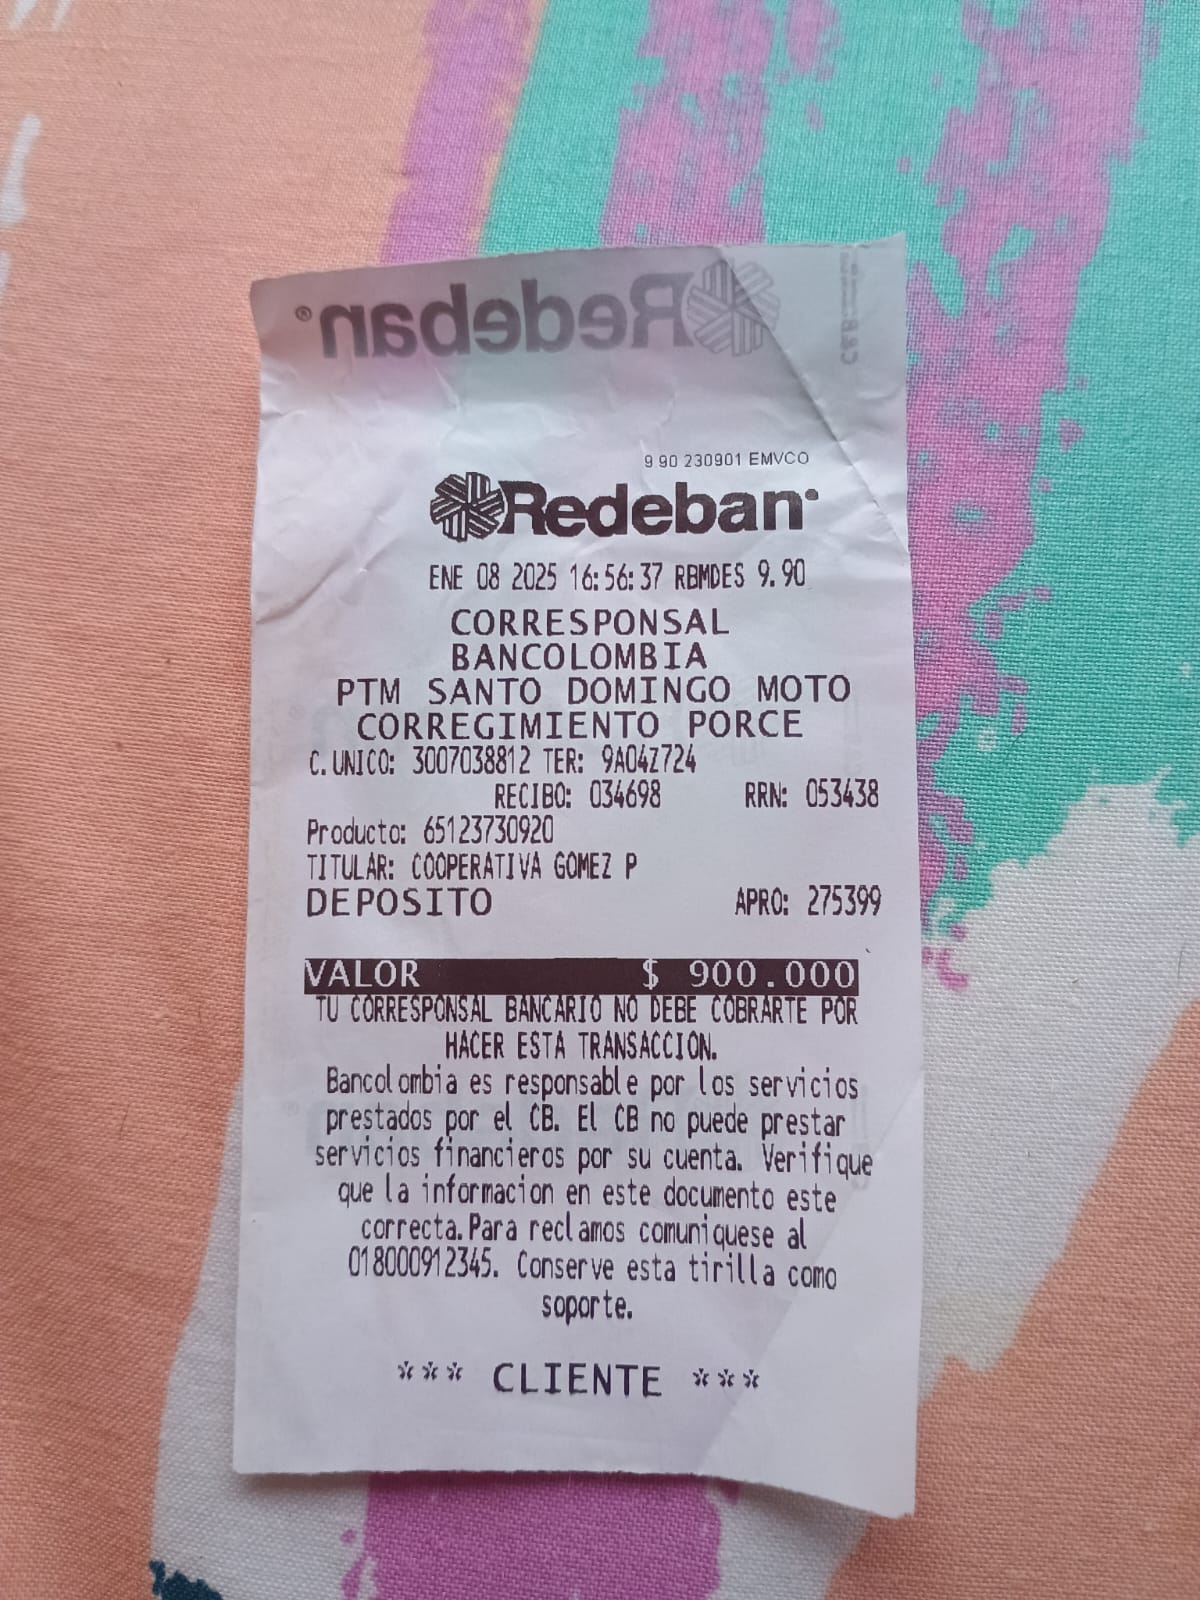 Redeban®
9.90 230901 EMVCO
Redeban
ENE 08 2025 16:56:37 RBMDES 9.90
CORRESPONSAL
BANCOLOMBIA
PTM SANTO DOMINGO MOTO
CORREGIMIENTO PORCE
C. UNICO: 3007038812 TER: 9A04Z724
RECIBO: 034698 RRN: 053438
Producto: 65123730920
TITULAR: COOPERATIVA GOMEZ P
DEPOSITO APRO: 275399
VALOR $ 900.000
TU CORRESPONSAL BANCARIO NO DEBE COBRARTE POR
HACER ESTA TRANSACCION.
Bancolombia es responsable por los servicios
prestados por el CB. El CB no puede prestar
servicios financieros por su cuenta. Verifique
que la informacion en este documento este
correcta.Para reclamos comuniquese al
018000912345. Conserve esta tirilla como
soporte.
*** CLIENTE ***